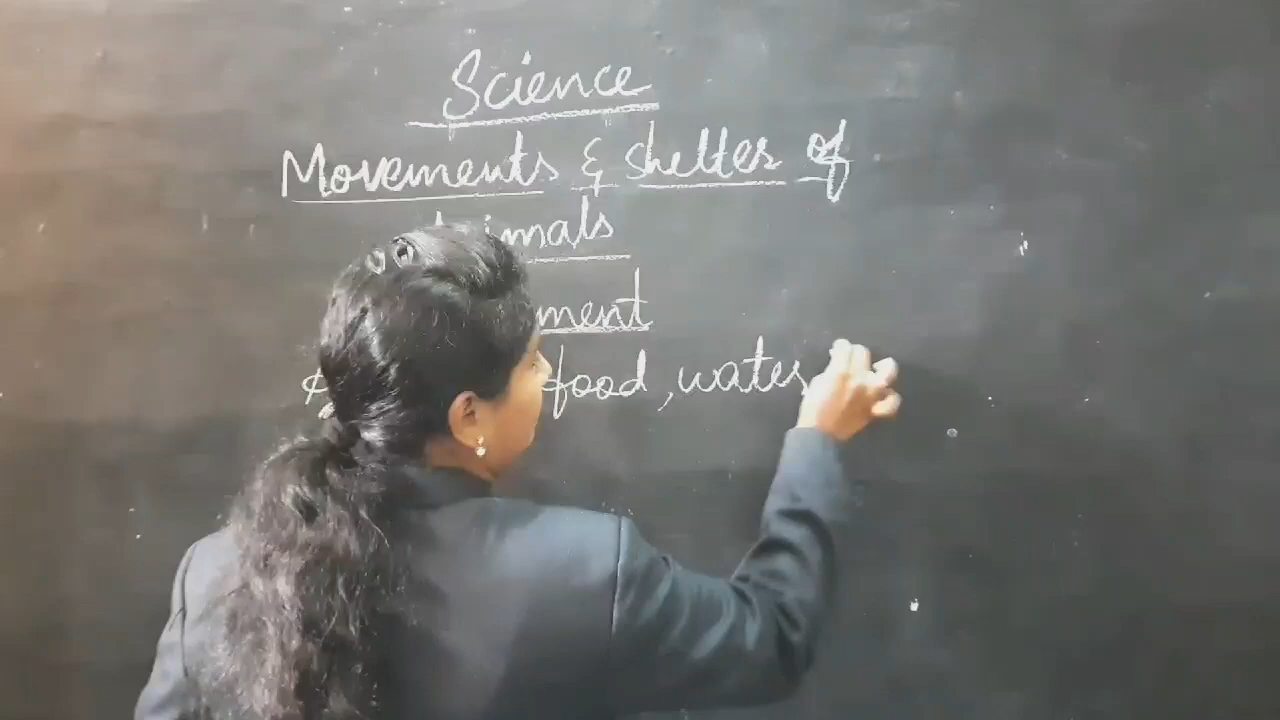 Science
Movements & shelter of
imals
ment
food, water